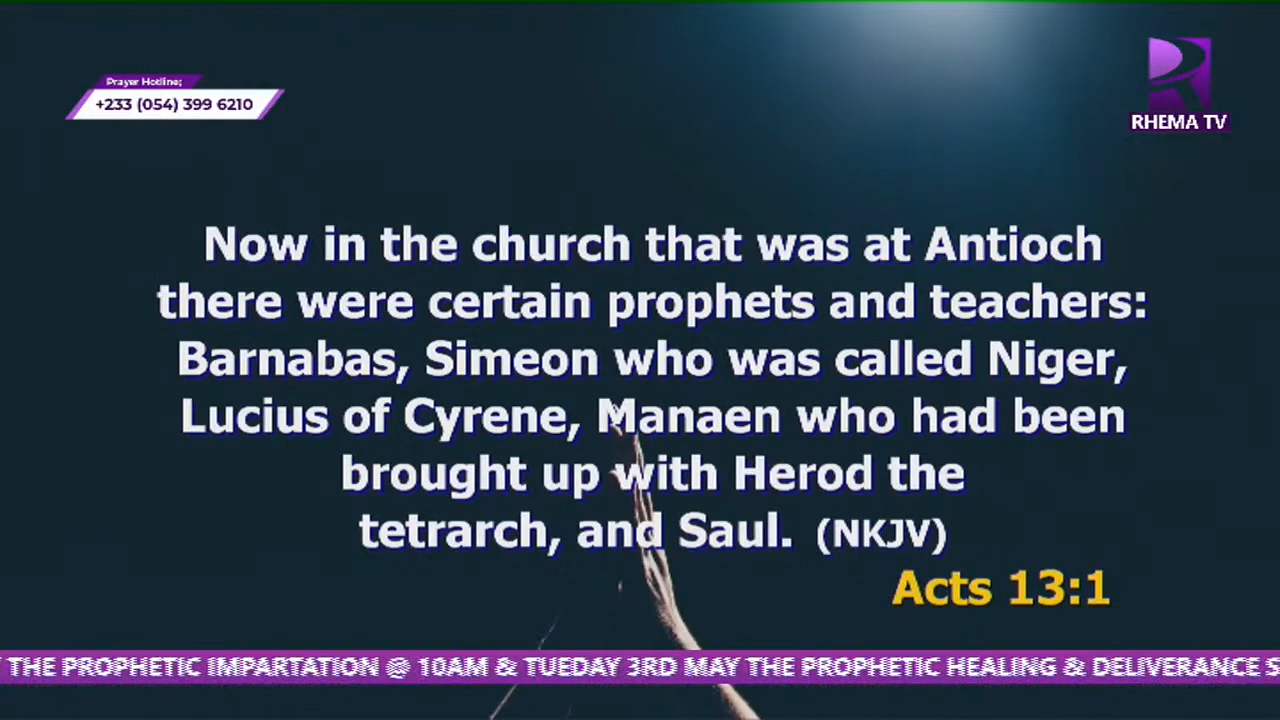 Prayer Hotline;
+233 (054) 399 6210
RHEMA TV
Now in the church that was at Antioch
there were certain prophets and teachers:
Barnabas, Simeon who was called Niger,
Lucius of Cyrene, Manaen who had been
brought up with Herod the
tetrarch, and Saul. (NKJV)
Acts 13:1
THE PROPHETIC IMPARTATION @ 10AM & TUEDAY 3RD MAY THE PROPHETIC HEALING & DELIVERANCE